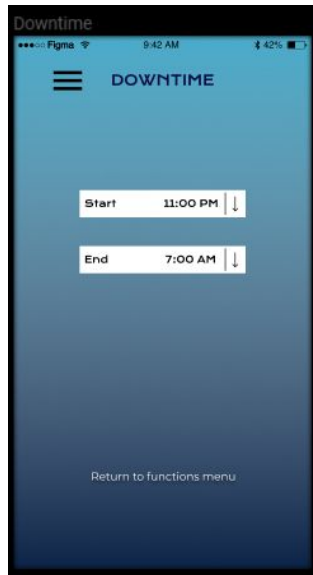 Downtime
Figma 9:42 AM 42%
DOWNTIME
Start 11:00 PM ↓
End 7:00 AM ↓
Return to functions menu